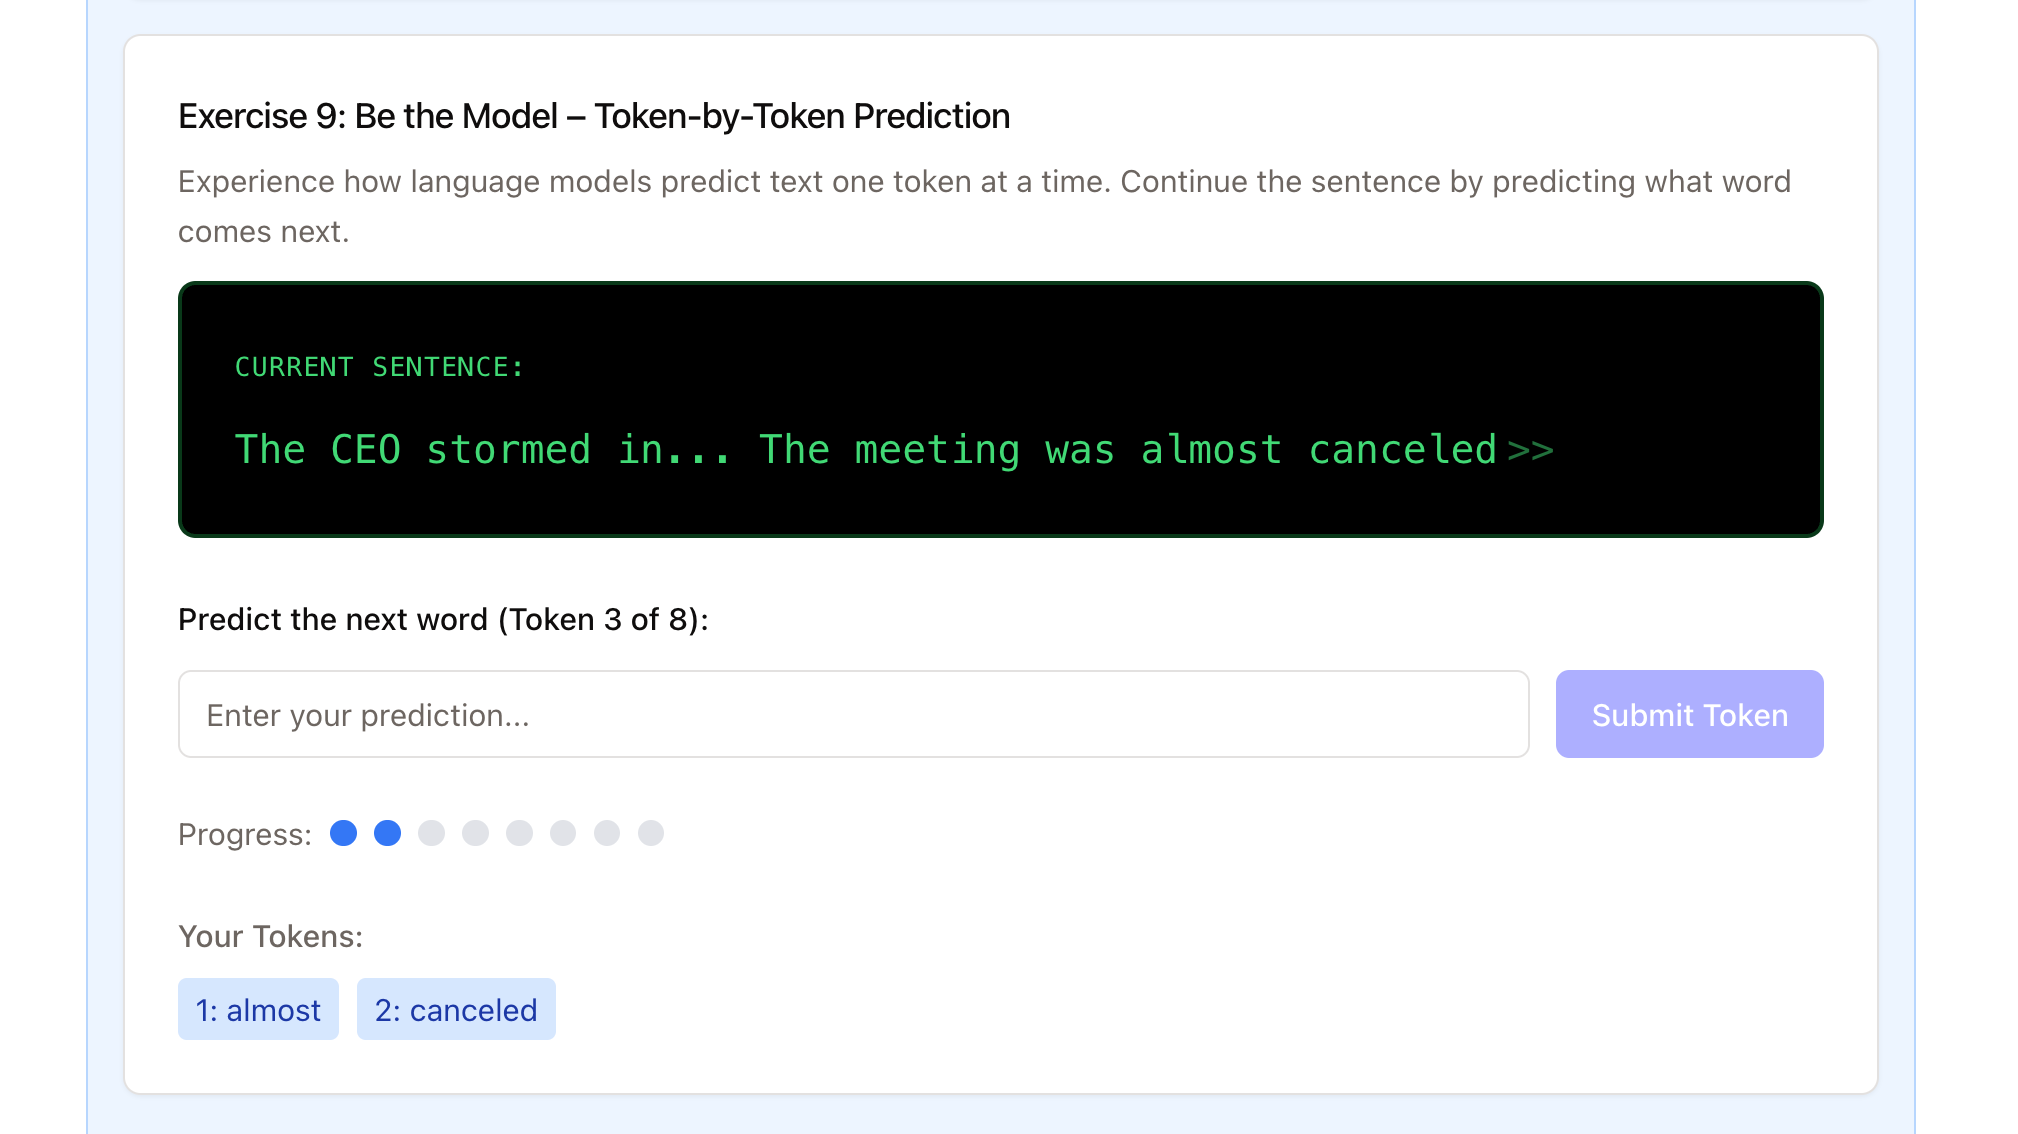 Exercise 9: Be the Model – Token-by-Token Prediction
Experience how language models predict text one token at a time. Continue the sentence by predicting what word
comes next.
CURRENT SENTENCE:
The CEO stormed in... The meeting was almost canceled>>
Predict the next word (Token 3 of 8):
Enter your prediction...
Submit Token
Progress:
Your Tokens:
1: almost
2: canceled